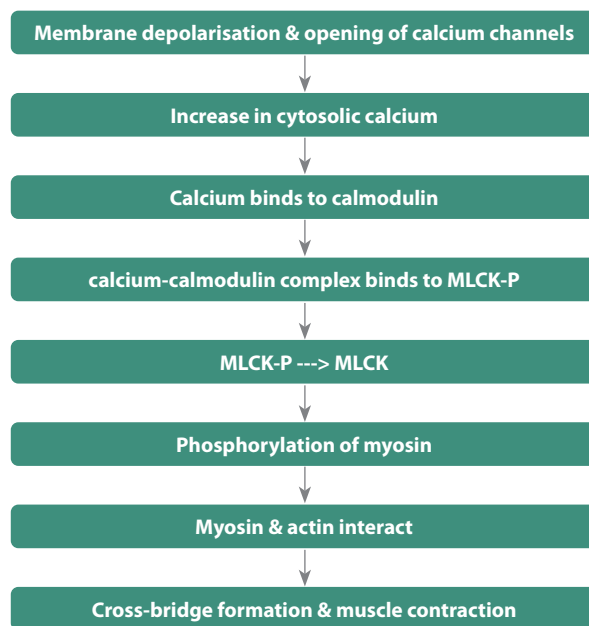 Membrane depolarisation & opening of calcium channels
Increase in cytosolic calcium
Calcium binds to calmodulin
calcium-calmodulin complex binds to MLCK-P
MLCK-P ---> MLCK
Phosphorylation of myosin
Myosin & actin interact
Cross-bridge formation & muscle contraction